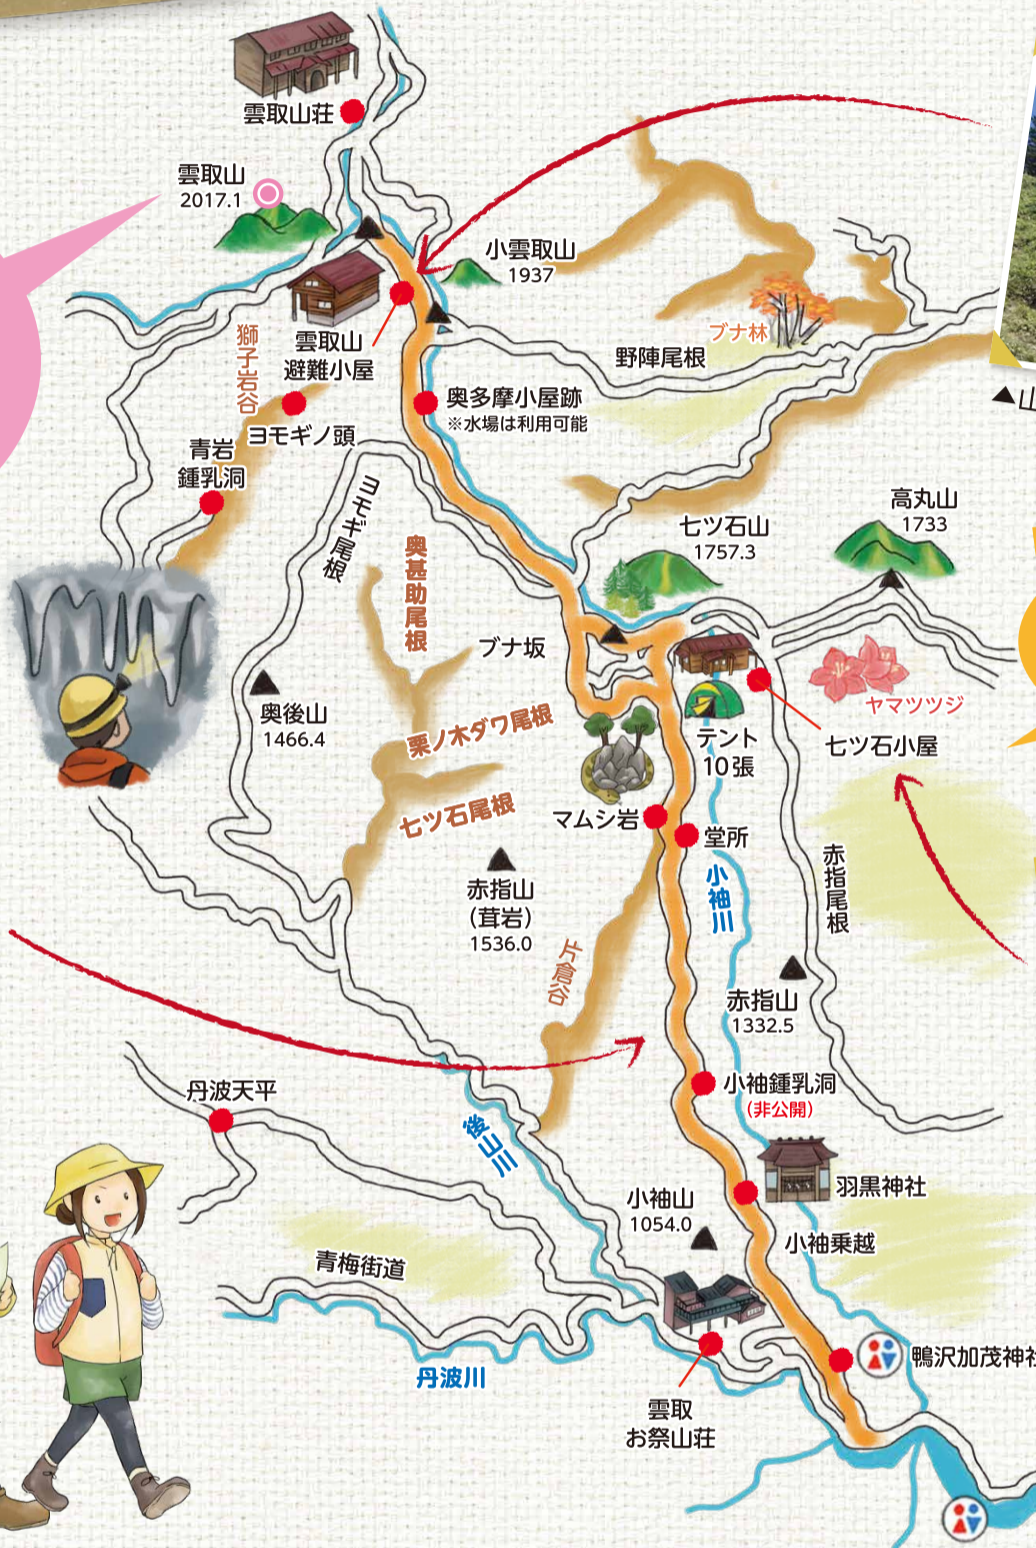 雲取山荘
雲取山
2017.1
小雲取山
1937
雲取山
避難小屋
獅子岩谷
ブナ林
野陣尾根
奥多摩小屋跡
※水場は利用可能
ヨモギノ頭
青岩
鍾乳洞
▲山
ヨモギ尾根
高丸山
1733
七ツ石山
1757.3
奥甚助尾根
ブナ坂
奥後山
1466.4
ヤマツツジ
栗ノ木ダワ尾根
テント
10張
七ツ石小屋
七ツ石尾根
マムシ岩
堂所
赤指山
(茸岩)
1536.0
小袖川
赤指尾根
片倉谷
赤指山
1332.5
小袖鍾乳洞
(非公開)
丹波天平
後山川
羽黒神社
小袖山
1054.0
小袖乗越
青梅街道
鴨沢加茂神社
丹波川
雲取
お祭山荘